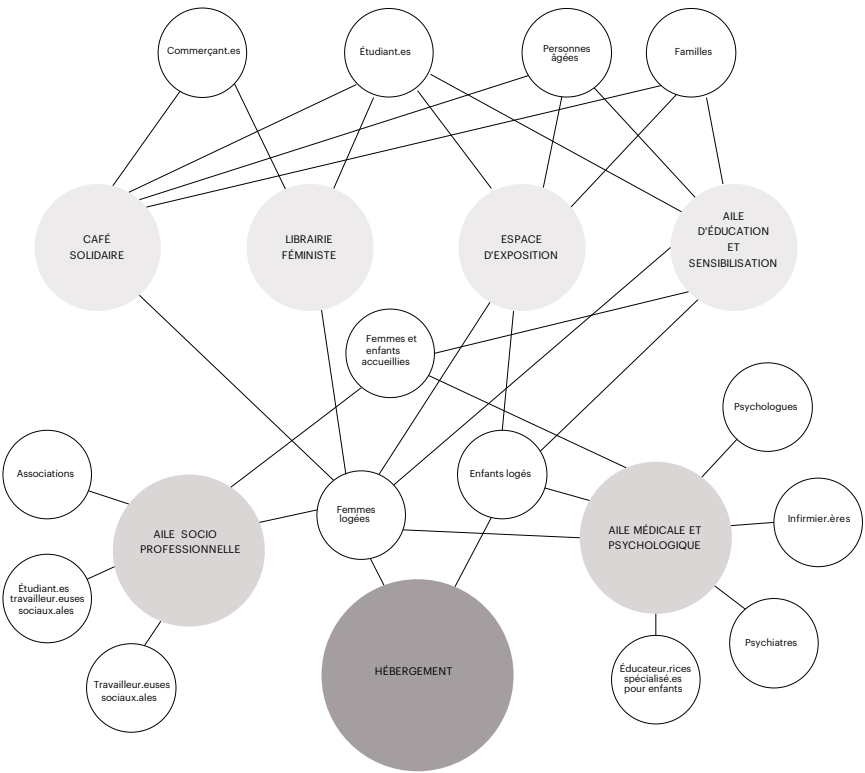 Commerçant.es
Étudiant.es
Personnes
âgées
Familles
CAFÉ
SOLIDAIRE
LIBRAIRIE
FÉMINISTE
ESPACE
D'EXPOSITION
AILE
D'ÉDUCATION
ET
SENSIBILISATION
Femmes et
enfants
accueillies
Psychologues
Associations
Femmes
logées
Enfants logés
AILE SOCIO
PROFESSIONNELLE
AILE MÉDICALE ET
PSYCHOLOGIQUE
Infirmier.ères
Étudiant.es
travailleur.euses
sociaux.ales
Psychiatres
Travailleur.euses
sociaux.ales
HÉBERGEMENT
Éducateur.rices
spécialisé.es
pour enfants